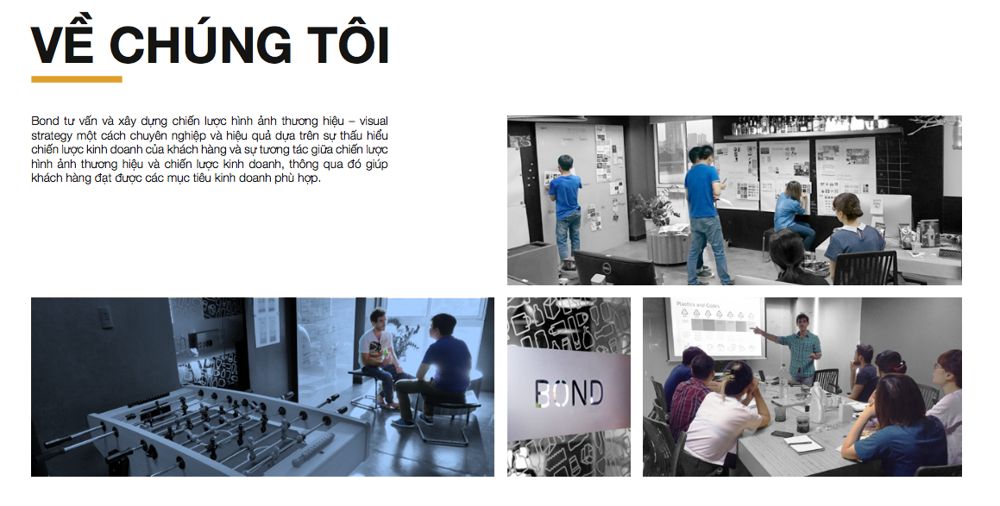 VỀ CHÚNG TÔI
Bond tư vấn và xây dựng chiến lược hình ảnh thương hiệu – visual
strategy một cách chuyên nghiệp và hiệu quả dựa trên sự thấu hiểu
chiến lược kinh doanh của khách hàng và sự tương tác giữa chiến lược
hình ảnh thương hiệu và chiến lược kinh doanh, thông qua đó giúp
khách hàng đạt được các mục tiêu kinh doanh phù hợp.
BOND
Plastics and Codes